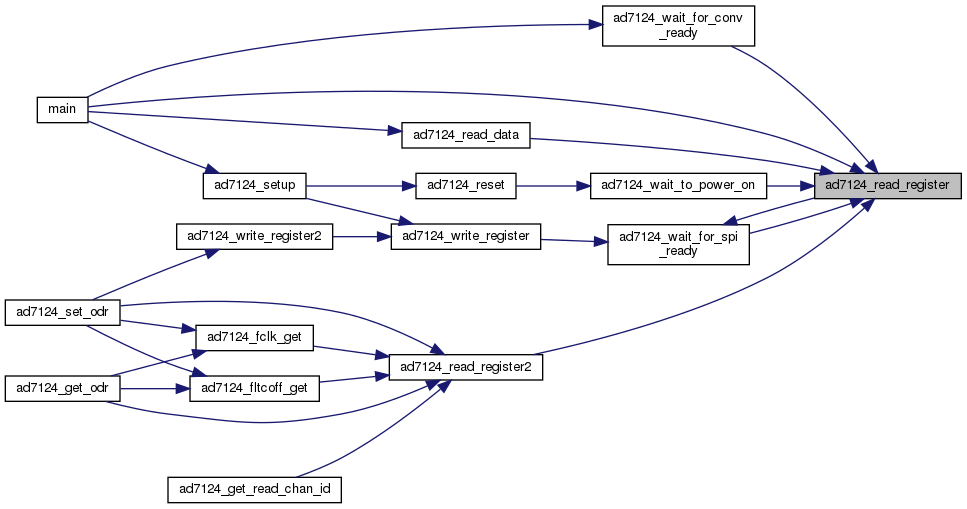 ad7124_wait_for_conv
_ready
main
ad7124_read_data
ad7124_setup
ad7124_reset
ad7124_wait_to_power_on
ad7124_read_register
ad7124_write_register2
ad7124_write_register
ad7124_wait_for_spi
_ready
ad7124_set_odr
ad7124_fclk_get
ad7124_read_register2
ad7124_get_odr
ad7124_fltcoff_get
ad7124_get_read_chan_id